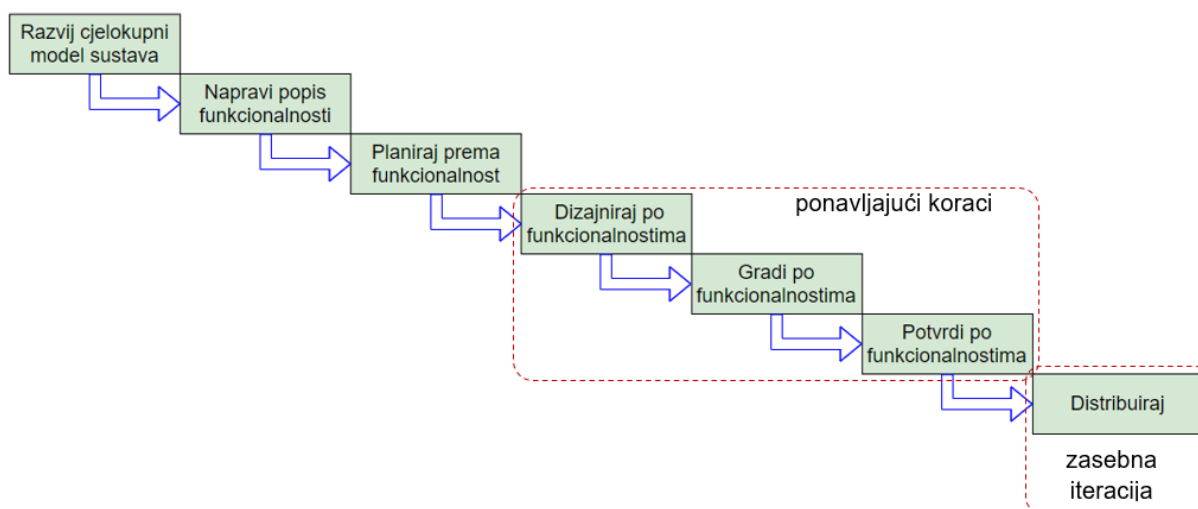 Razvij cjelokupni
model sustava
Napravi popis
funkcionalnosti
Planiraj prema
funkcionalnost
Dizajniraj po
funkcionalnostima
ponavljajući koraci
Gradi po
funkcionalnostima
Potvrdi po
funkcionalnostima
Distribuiraj
zasebna
iteracija